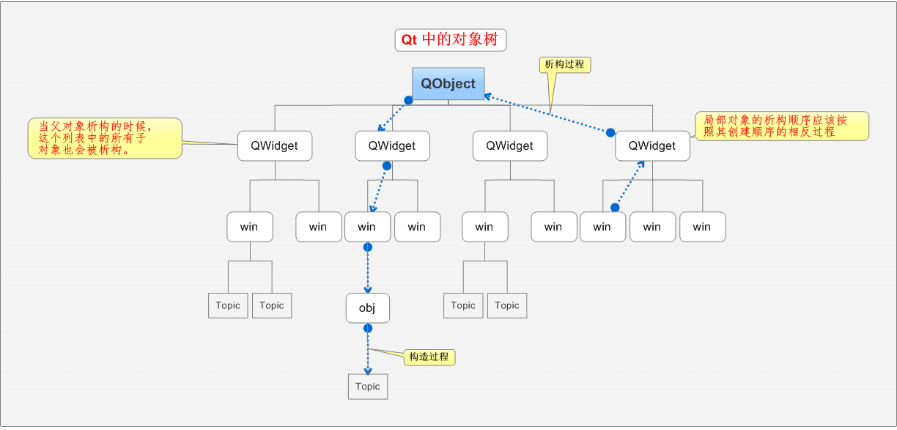 Qt 中的对象树
析构过程
QObject
当父对象析构的时候，
这个列表中的所有子
对象也会被析构。
局部对象的析构顺序应该按
照其创建顺序的相反过程
QWidget QWidget QWidget QWidget
win win win win win win win win win
Topic Topic obj Topic Topic
构造过程
Topic